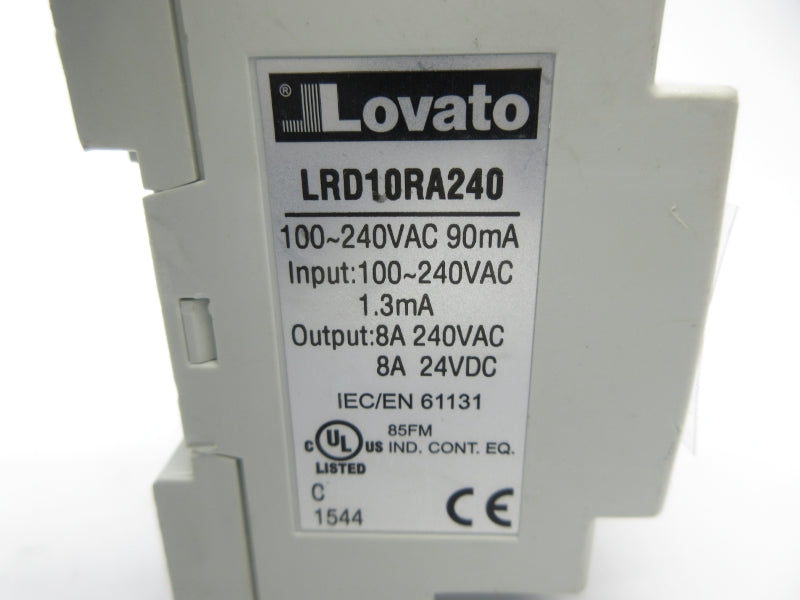 ® Lovato
LRD10RA240
100~240VAC 90mA
Input:100~240VAC
1.3mA
Output:8A 240VAC
8A 24VDC
IEC/EN 61131
c UL US
LISTED
85FM
IND. CONT. EQ.
C
1544
CE